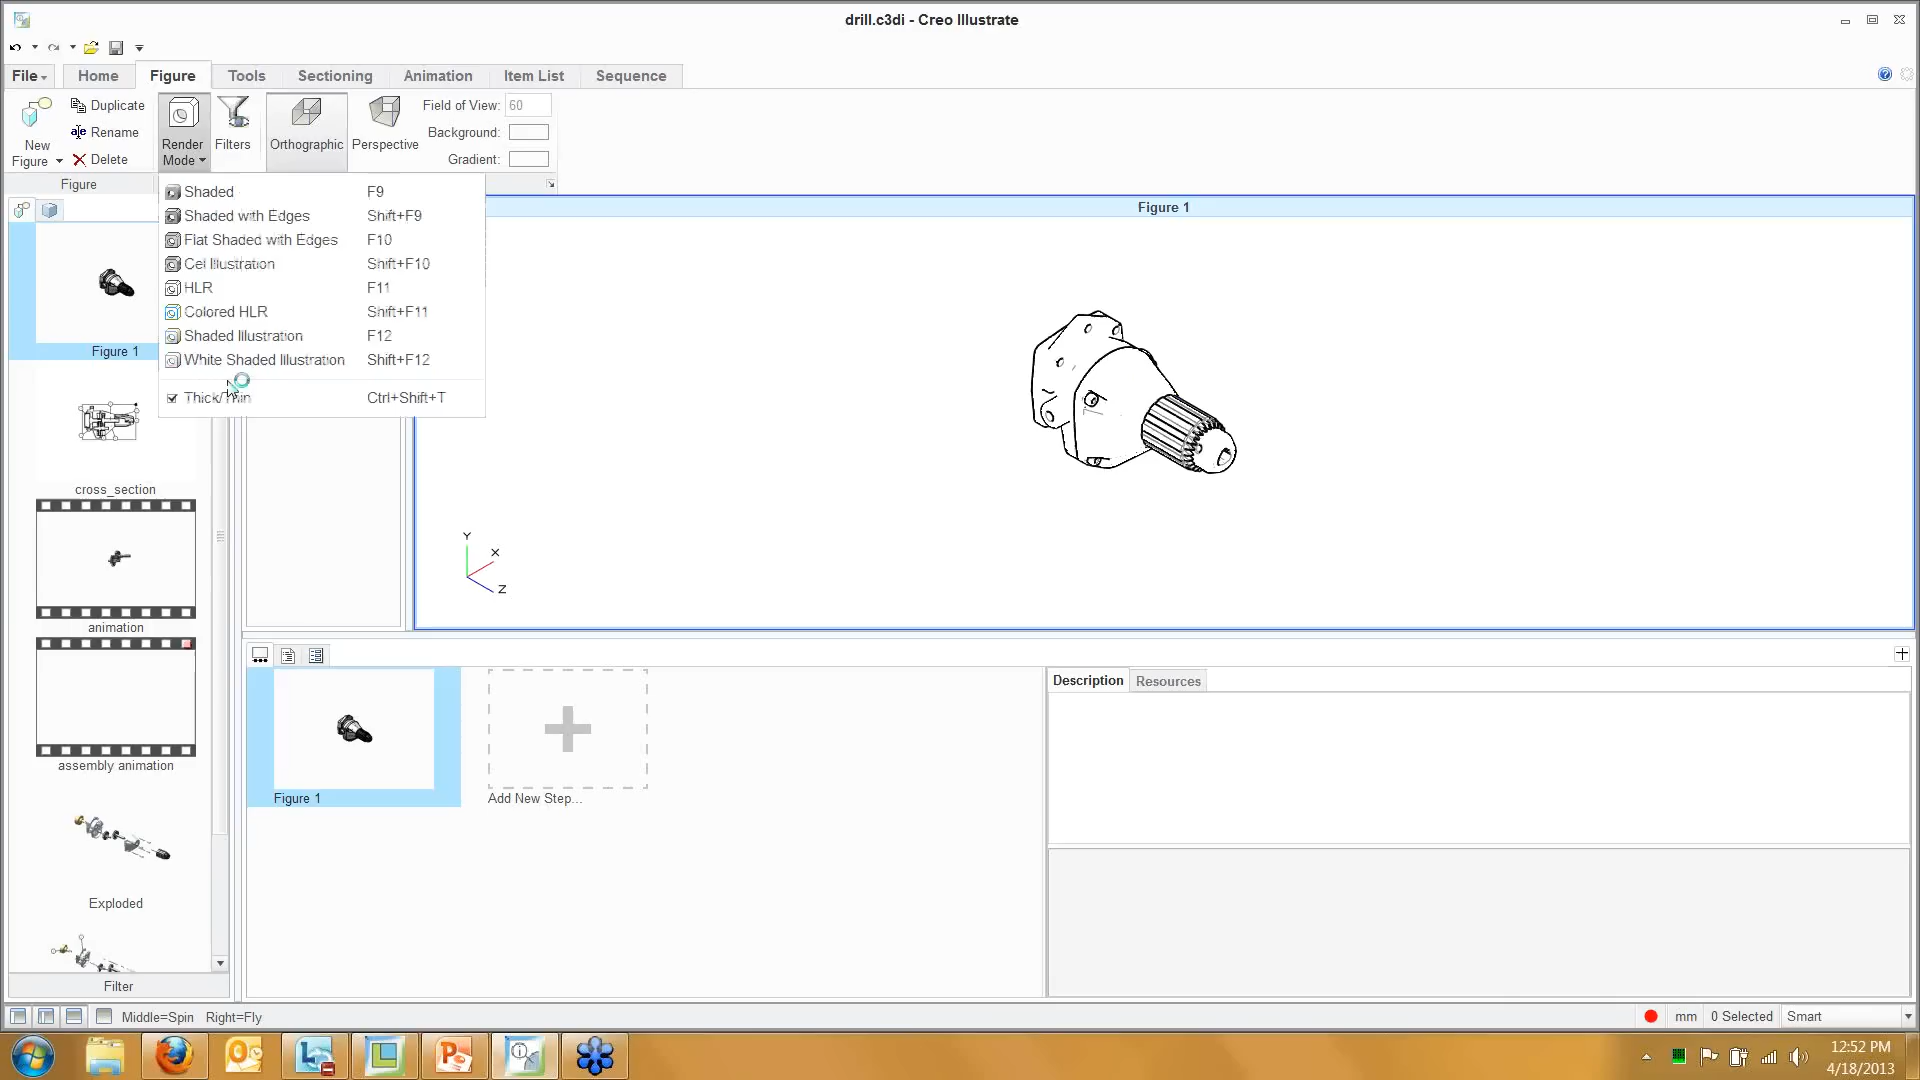 drill.c3di - Creo Illustrate
File Home Figure Tools Sectioning Animation Item List Sequence
New Figure
Duplicate
Rename
Delete
Figure
Render Mode
Filters
Orthographic
Perspective
Field of View: 60
Background:
Gradient:
Shaded F9
Shaded with Edges Shift+F9
Flat Shaded with Edges F10
Cel Illustration Shift+F10
HLR F11
Colored HLR Shift+F11
Shaded Illustration F12
White Shaded Illustration Shift+F12
Thick/Thin Ctrl+Shift+T
Figure 1
cross_section
animation
assembly animation
Exploded
Filter
Figure 1
Y
X
Z
Figure 1
Add New Step...
Description Resources
Middle=Spin Right=Fly
mm 0 Selected Smart
12:52 PM
4/18/2013